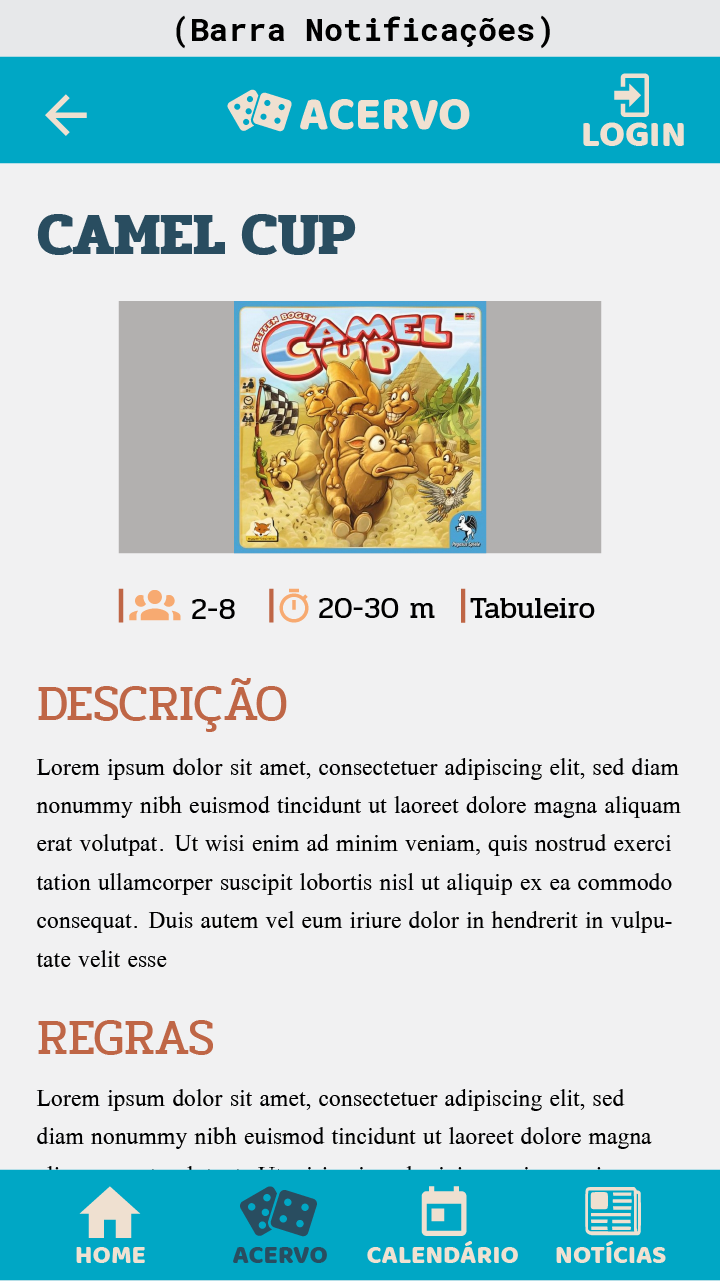 (Barra Notificações)
ACERVO
LOGIN
CAMEL CUP
STEFFEN BOGEN
CAMEL
CUP
2-8
20-30 m
Tabuleiro
DESCRIÇÃO
Lorem ipsum dolor sit amet, consectetuer adipiscing elit, sed diam
nonummy nibh euismod tincidunt ut laoreet dolore magna aliquam
erat volutpat. Ut wisi enim ad minim veniam, quis nostrud exerci
tation ullamcorper suscipit lobortis nisl ut aliquip ex ea commodo
consequat. Duis autem vel eum iriure dolor in hendrerit in vulpu-
tate velit esse
REGRAS
Lorem ipsum dolor sit amet, consectetuer adipiscing elit, sed
diam nonummy nibh euismod tincidunt ut laoreet dolore magna
HOME
ACERVO
CALENDÁRIO
NOTÍCIAS